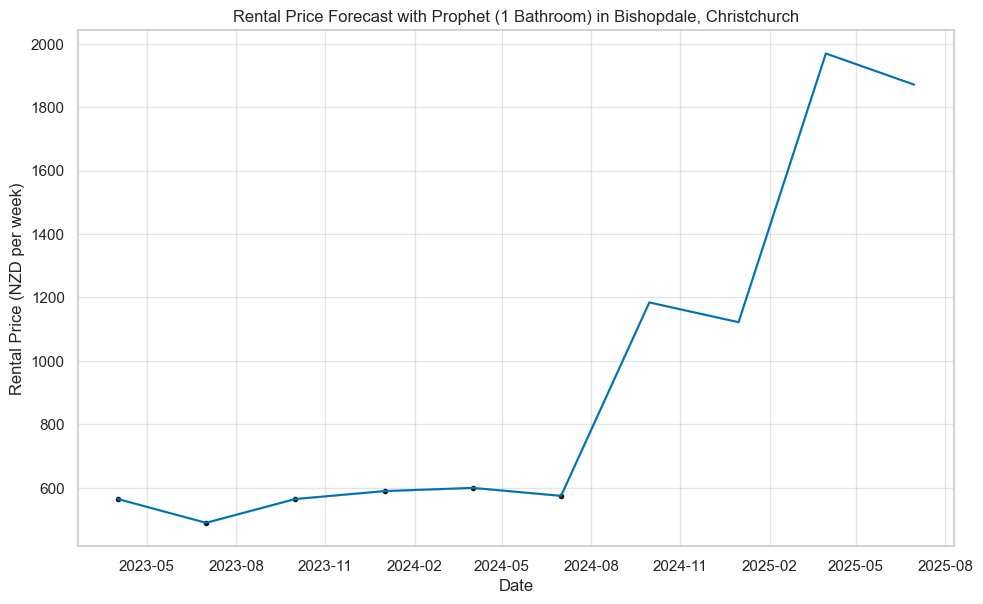 Rental Price Forecast with Prophet (1 Bathroom) in Bishopdale, Christchurch
2000
1800
1600
1400
1200
1000
800
600
Rental Price (NZD per week)
2023-05 2023-08 2023-11 2024-02 2024-05 2024-08 2024-11 2025-02 2025-05 2025-08
Date